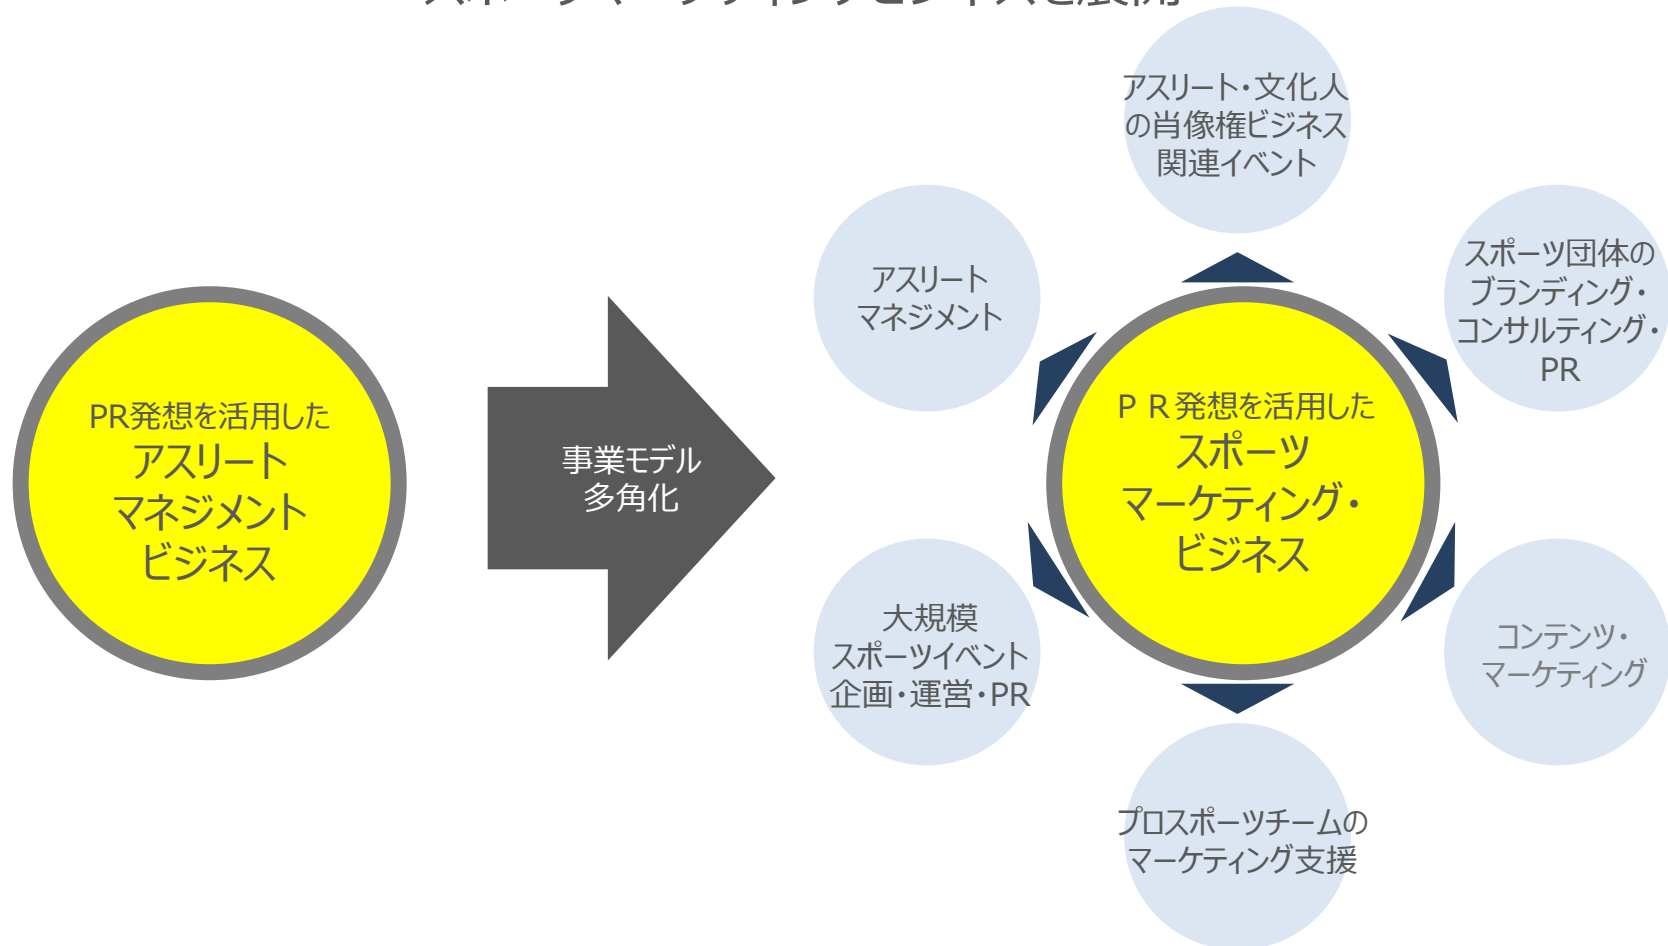 アスリート・文化人
の肖像権ビジネス
関連イベント
アスリート
マネジメント
スポーツ団体の
ブランディング・
コンサルティング・
PR
PR発想を活用した
アスリート
マネジメント
ビジネス
事業モデル
多角化
ＰＲ発想を活用した
スポーツ
マーケティング・
ビジネス
大規模
スポーツイベント
企画・運営・PR
コンテンツ・
マーケティング
プロスポーツチームの
マーケティング支援